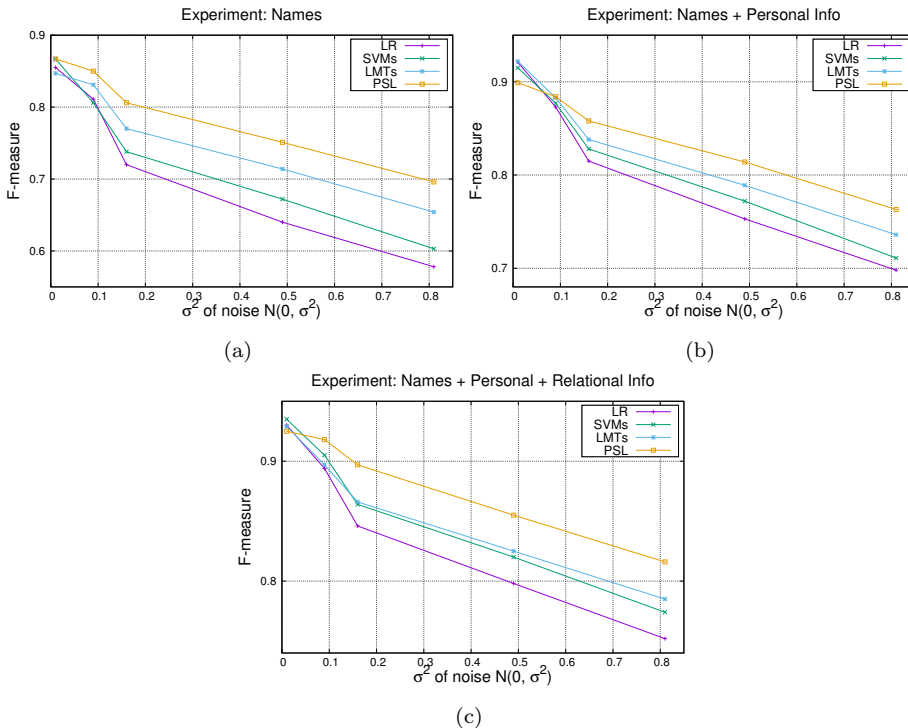 Experiment: Names
0.9
0.8
0.7
0.6
F-measure
LR
SVMs
LMTs
PSL
0 0.1 0.2 0.3 0.4 0.5 0.6 0.7 0.8
σ² of noise N(0, σ²)
(a)
Experiment: Names + Personal Info
0.9
0.8
0.7
F-measure
LR
SVMs
LMTs
PSL
0 0.1 0.2 0.3 0.4 0.5 0.6 0.7 0.8
σ² of noise N(0, σ²)
(b)
Experiment: Names + Personal + Relational Info
0.9
0.8
F-measure
LR
SVMs
LMTs
PSL
0 0.1 0.2 0.3 0.4 0.5 0.6 0.7 0.8
σ² of noise N(0, σ²)
(c)